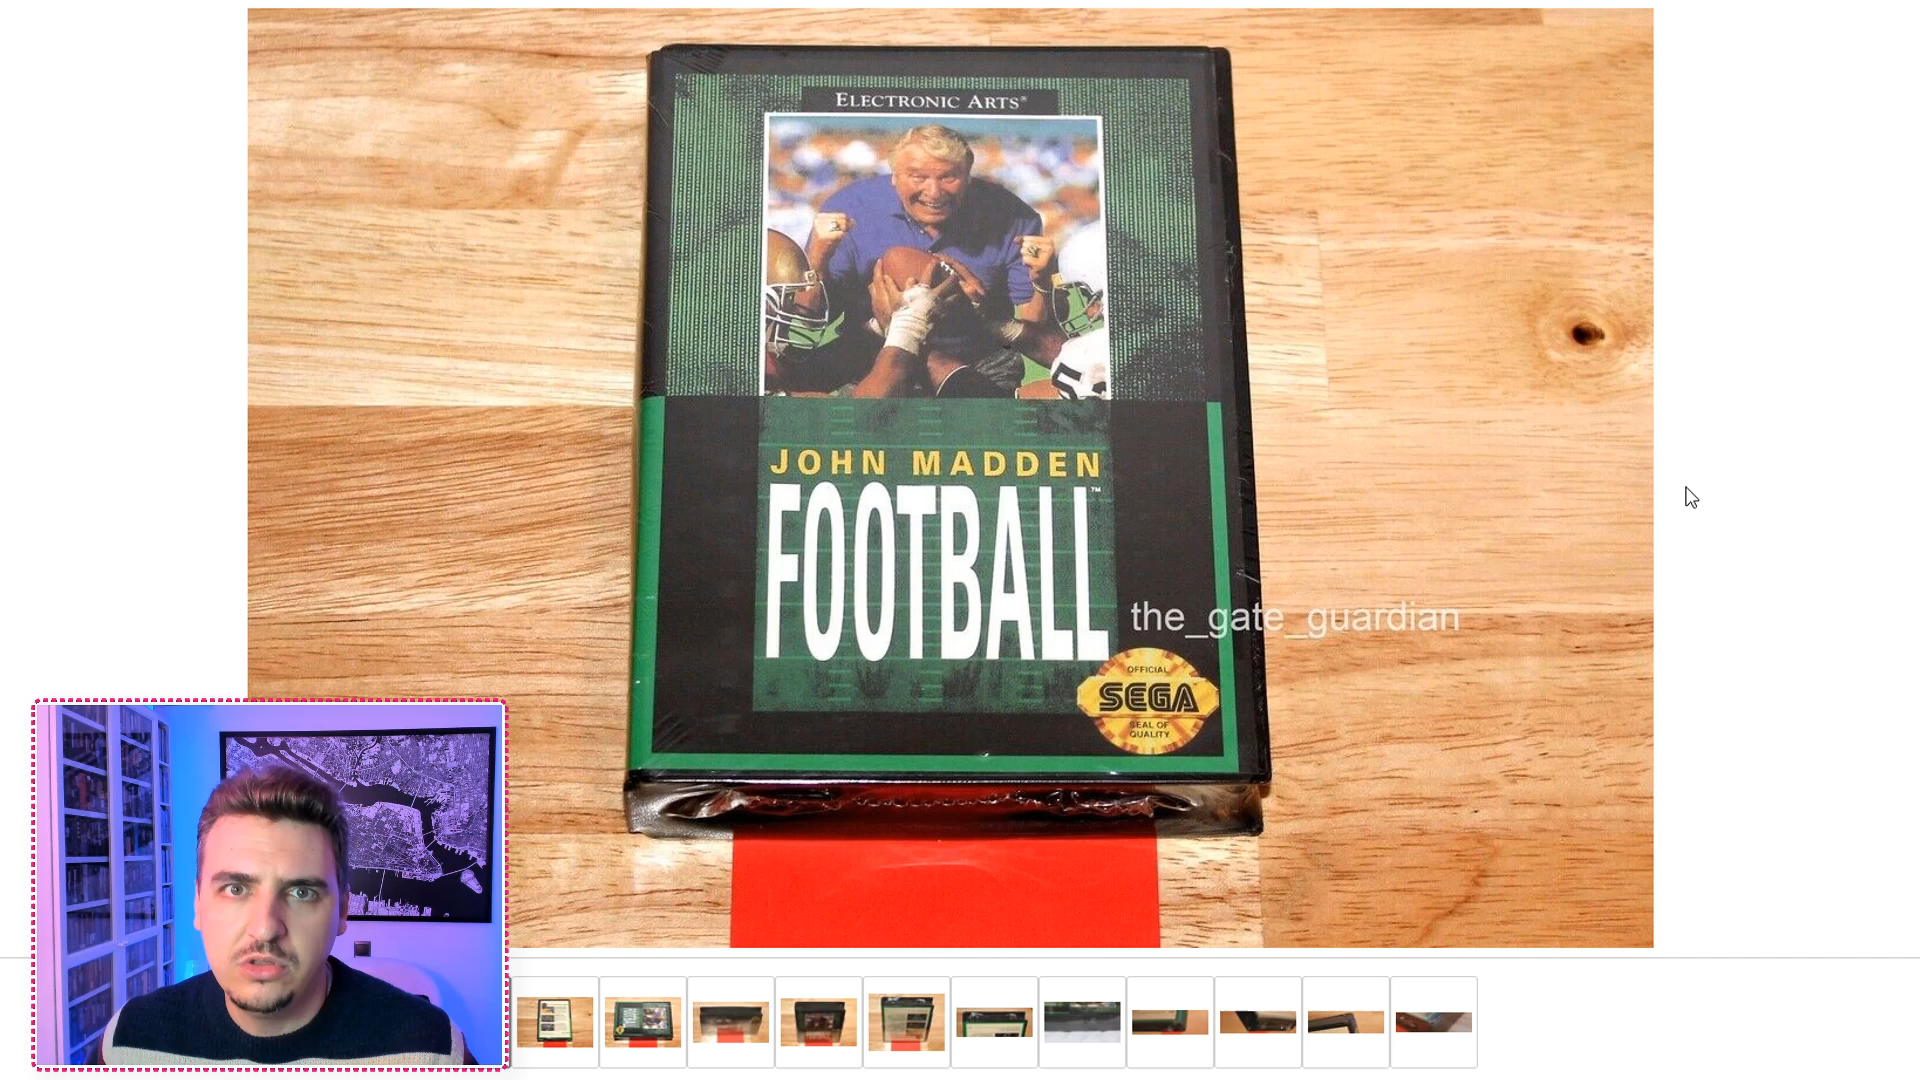 ELECTRONIC ARTS®
JOHN MADDEN
FOOTBALL™
the_gate_guardian
OFFICIAL
SEGA
SEAL OF
QUALITY